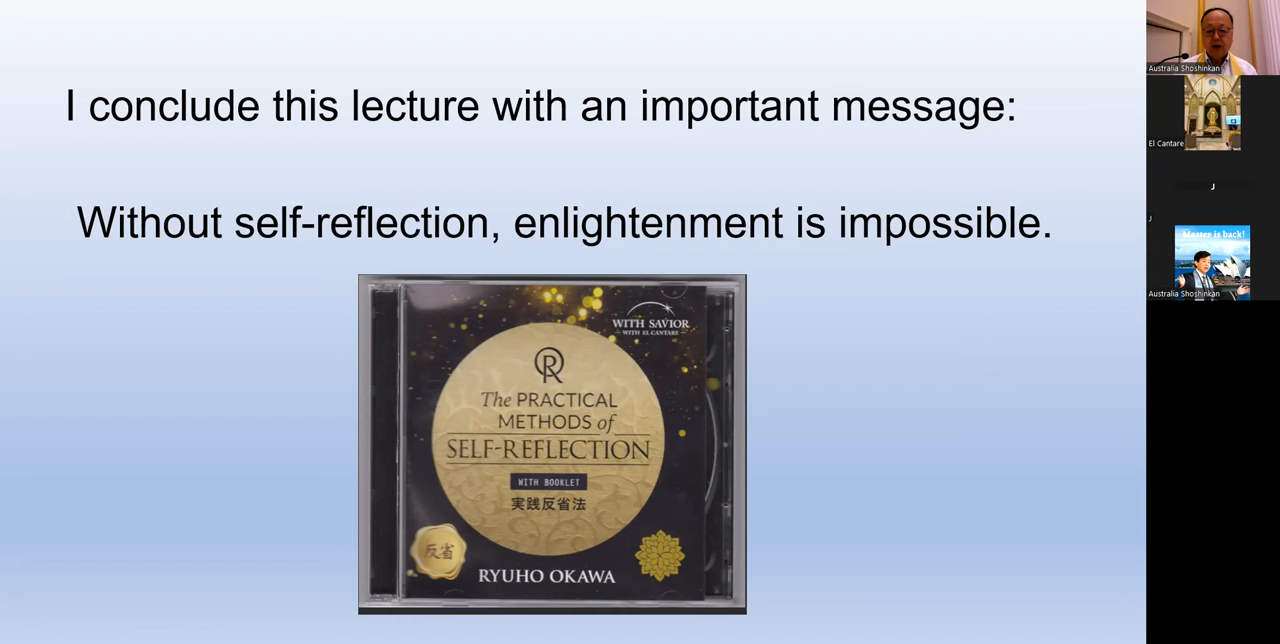 I conclude this lecture with an important message:
Without self-reflection, enlightenment is impossible.
WITH SAVIOR
WITH EL CANTARE
R
The PRACTICAL
METHODS of
SELF-REFLECTION
WITH BOOKLET
実践反省法
反省
RYUHO OKAWA
Australia Shoshinkan
El Cantare
J
J
Master is back!
Australia Shoshinkan